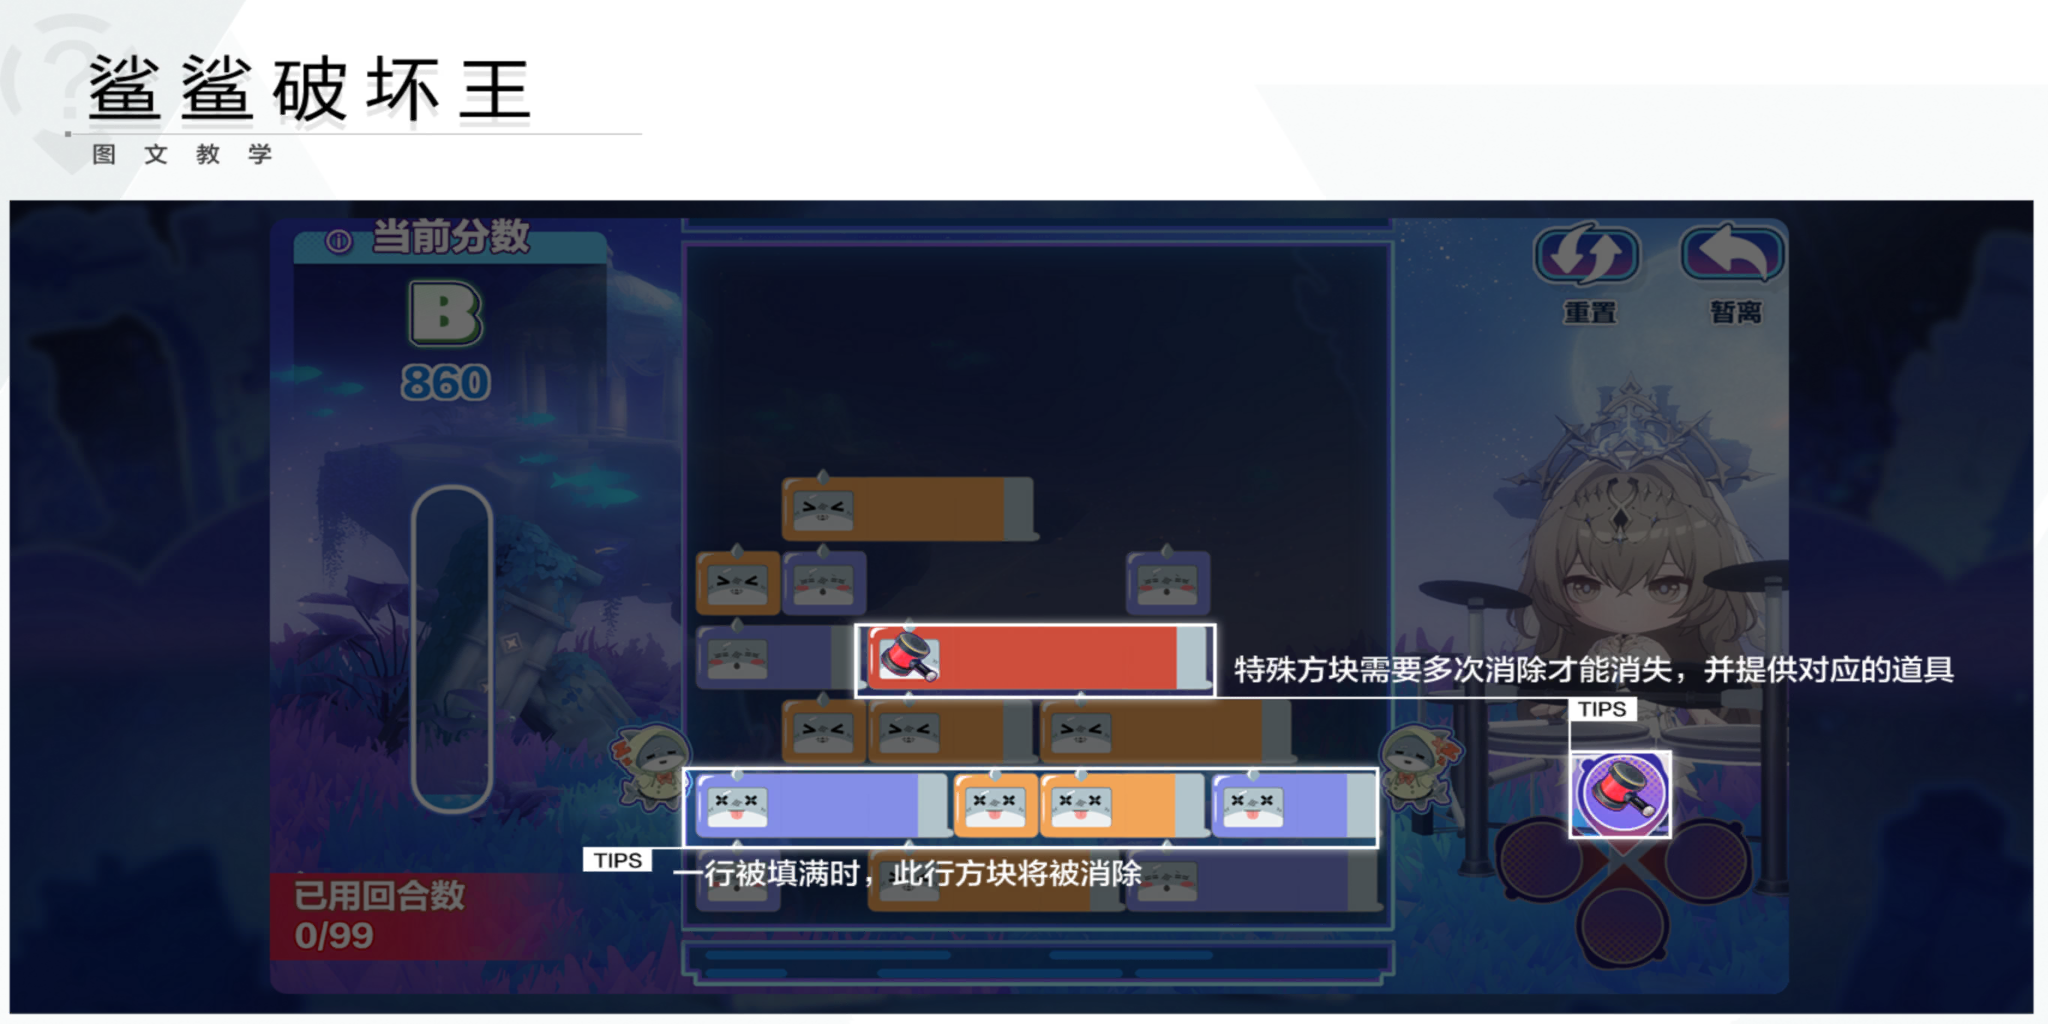 鲨鲨破坏王
图文教学
当前分数
B
860
重置
暂离
特殊方块需要多次消除才能消失，并提供对应的道具
TIPS
TIPS
一行被填满时，此行方块将被消除
已用回合数
0/99